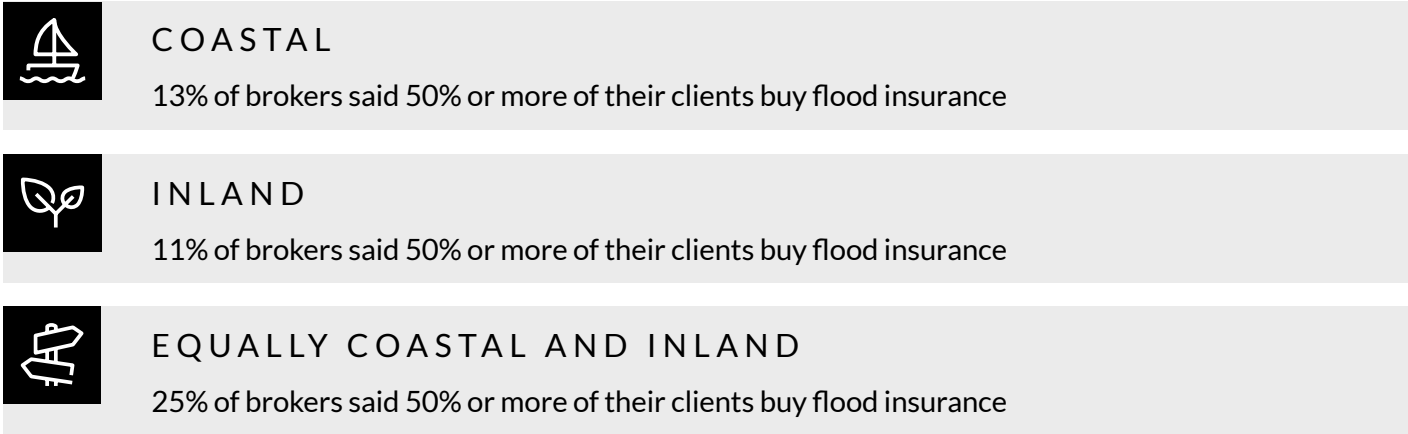 COASTAL
13% of brokers said 50% or more of their clients buy flood insurance
INLAND
11% of brokers said 50% or more of their clients buy flood insurance
EQUALLY COASTAL AND INLAND
25% of brokers said 50% or more of their clients buy flood insurance